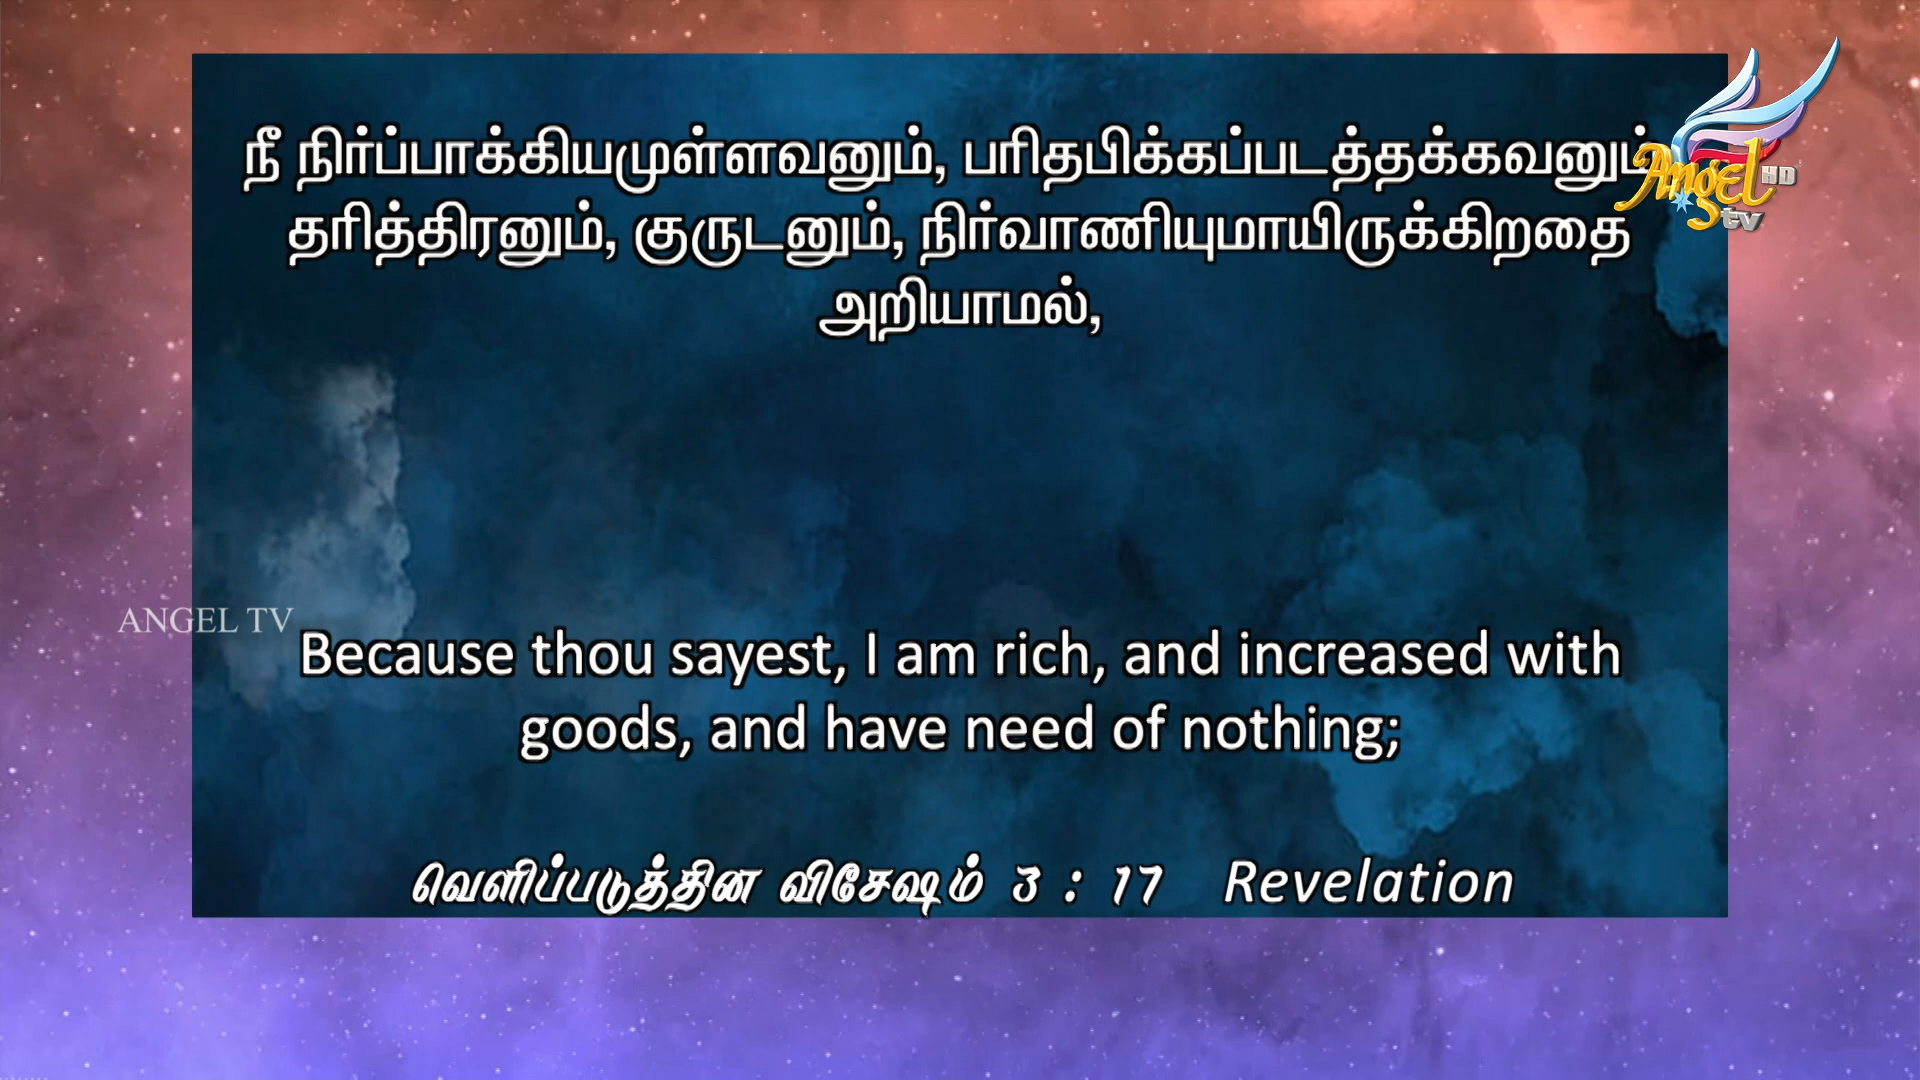 நீ நிர்ப்பாக்கியமுள்ளவனும், பரிதபிக்கப்படத்தக்கவனும்
தரித்திரனும், குருடனும், நிர்வாணியுமாயிருக்கிறதை
அறியாமல்,
Angel HD
tv
ANGEL TV
Because thou sayest, I am rich, and increased with
goods, and have need of nothing;
வெளிப்படுத்தின விசேஷம் 3 : 17 Revelation